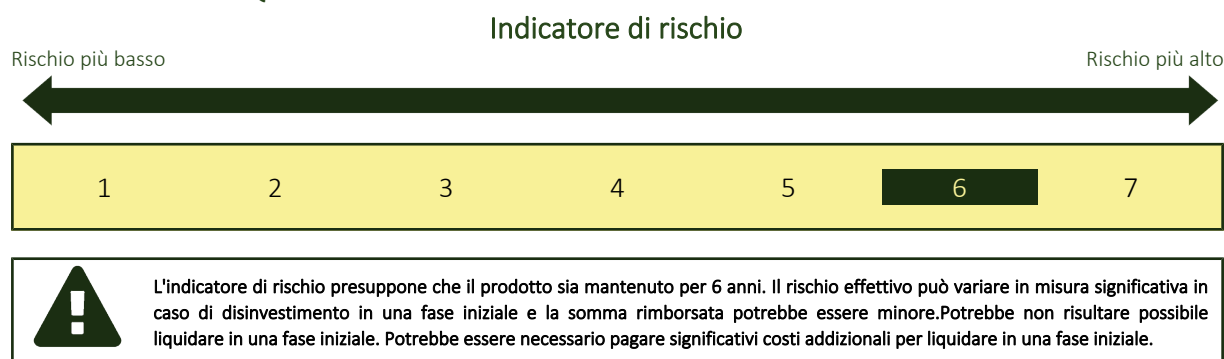 Indicatore di rischio
Rischio più basso
Rischio più alto
1 2 3 4 5 6 7
L'indicatore di rischio presuppone che il prodotto sia mantenuto per 6 anni. Il rischio effettivo può variare in misura significativa in
caso di disinvestimento in una fase iniziale e la somma rimborsata potrebbe essere minore.Potrebbe non risultare possibile
liquidare in una fase iniziale. Potrebbe essere necessario pagare significativi costi addizionali per liquidare in una fase iniziale.